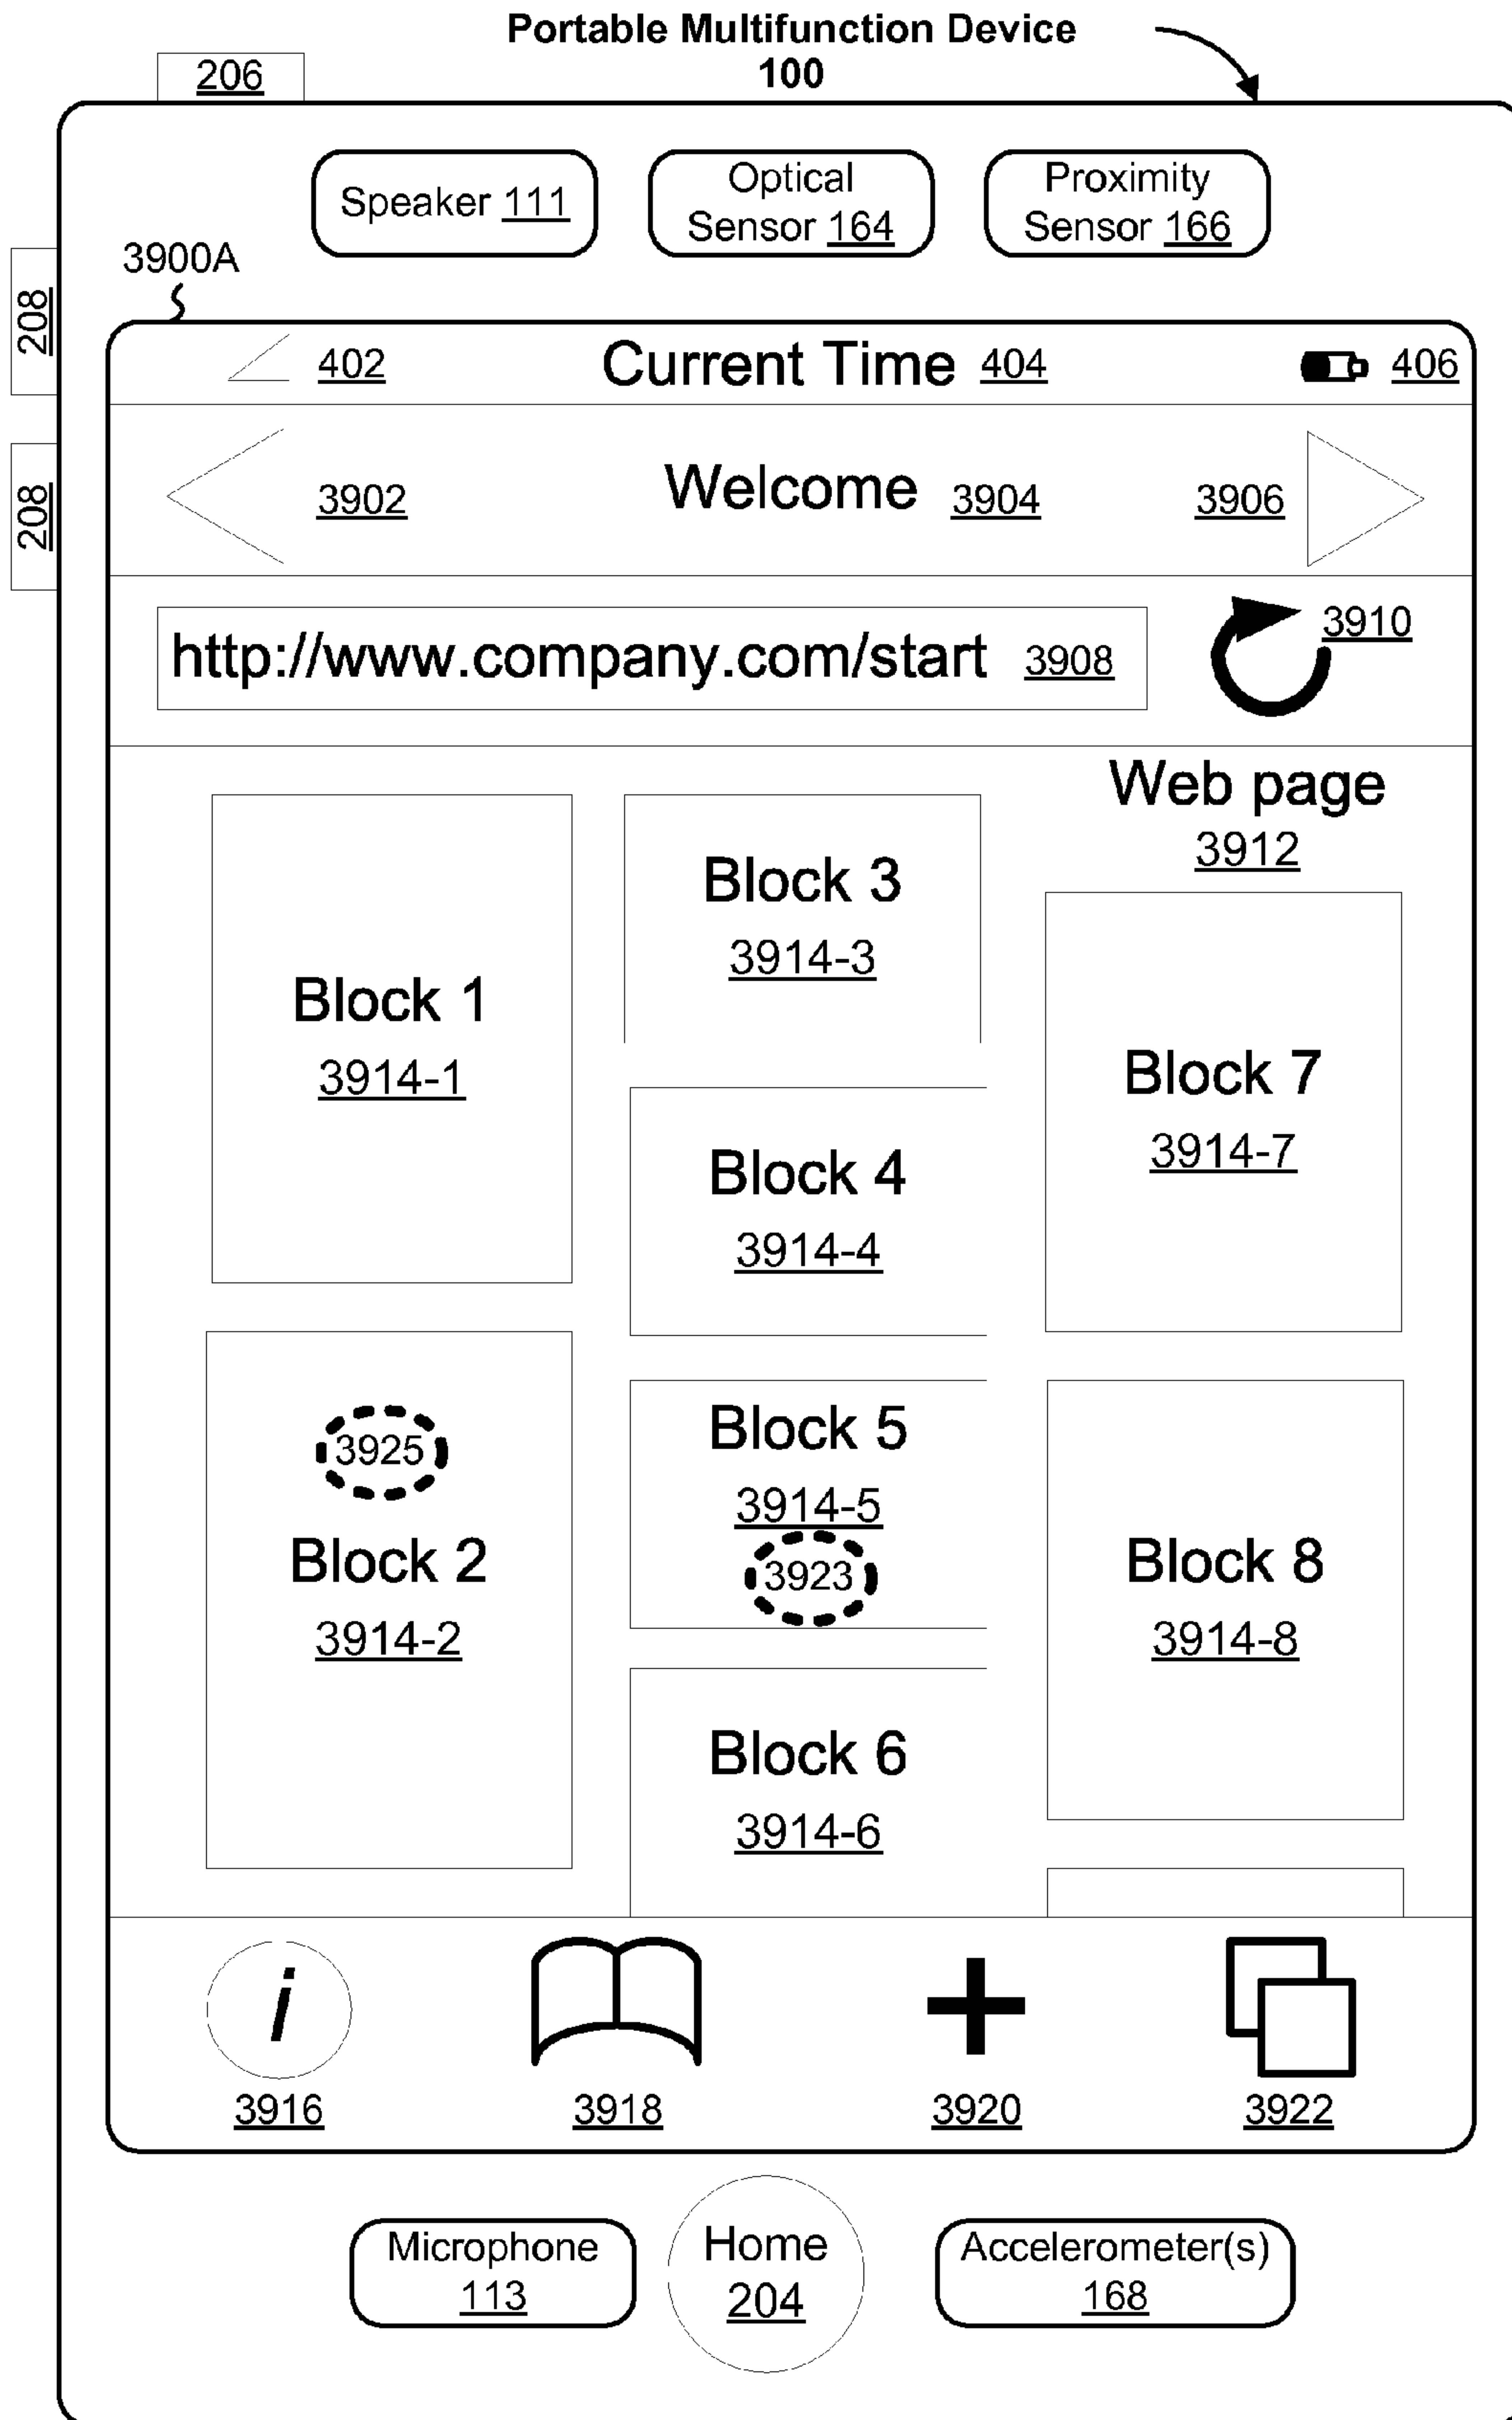 Portable Multifunction Device
100
206
Speaker 111
Optical
Sensor 164
Proximity
Sensor 166
3900A
208
208
402
Current Time 404
406
3902
Welcome 3904
3906
http://www.company.com/start 3908
3910
Web page
3912
Block 1
3914-1
Block 3
3914-3
Block 7
3914-7
Block 4
3914-4
3925
Block 2
3914-2
Block 5
3914-5
3923
Block 8
3914-8
Block 6
3914-6
i
3916
3918
3920
3922
Microphone
113
Home
204
Accelerometer(s)
168